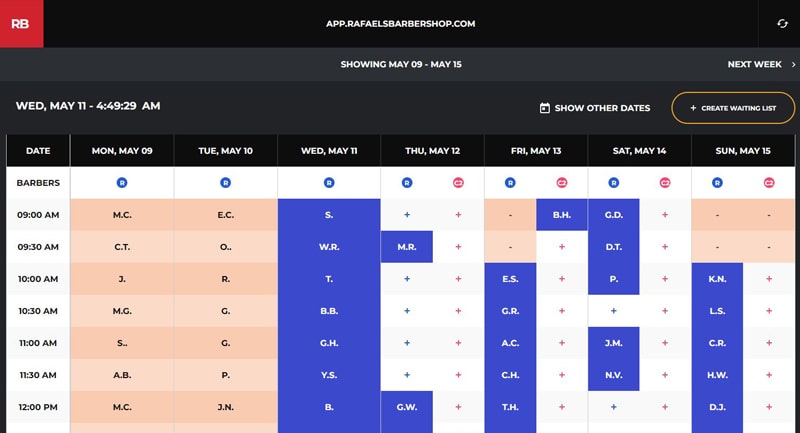 RB
APP.RAFAELSBARBERSHOP.COM
SHOWING MAY 09 - MAY 15
NEXT WEEK >
WED, MAY 11 - 4:49:29 AM
SHOW OTHER DATES
+ CREATE WAITING LIST
DATE MON, MAY 09 TUE, MAY 10 WED, MAY 11 THU, MAY 12 FRI, MAY 13 SAT, MAY 14 SUN, MAY 15
BARBERS R R R R C2 R C2 R C2 R C2
09:00 AM M.C. E.C. S. + + - B.H. G.D. + - -
09:30 AM C.T. O.. W.R. M.R. + - + D.T. + - -
10:00 AM J. R. T. + + E.S. + P. + K.N. +
10:30 AM M.G. G. B.B. + + G.R. + + + L.S. +
11:00 AM S.. G. G.H. + + A.C. + J.M. + C.R. +
11:30 AM A.B. P. Y.S. + + C.H. + N.V. + H.W. +
12:00 PM M.C. J.N. B. G.W. + T.H. + + + D.J. +